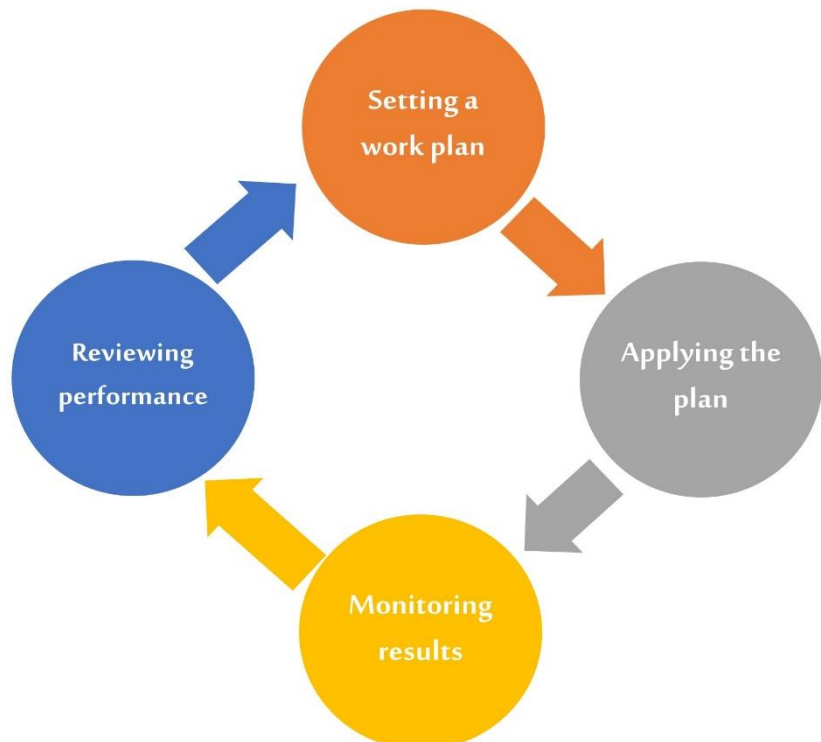 Setting a
work plan
Applying the
plan
Monitoring
results
Reviewing
performance